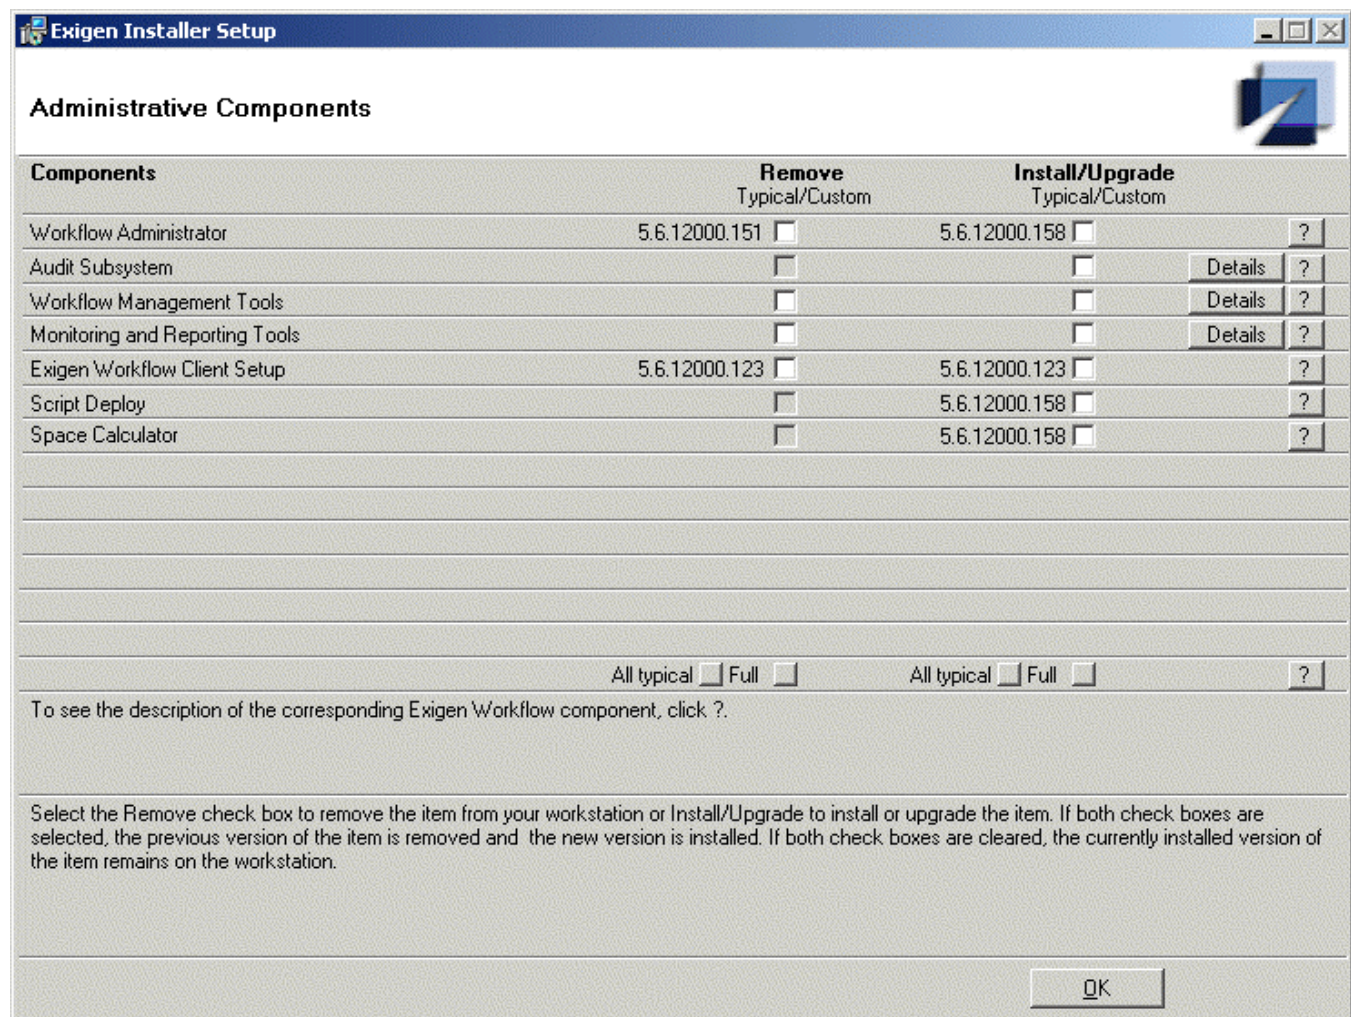 Exigen Installer Setup
Administrative Components
Components Remove Install/Upgrade
Typical/Custom Typical/Custom
Workflow Administrator 5.6.12000.151 5.6.12000.158 ?
Audit Subsystem Details ?
Workflow Management Tools Details ?
Monitoring and Reporting Tools Details ?
Exigen Workflow Client Setup 5.6.12000.123 5.6.12000.123 ?
Script Deploy 5.6.12000.158 ?
Space Calculator 5.6.12000.158 ?
All typical Full All typical Full ?
To see the description of the corresponding Exigen Workflow component, click ?.
Select the Remove check box to remove the item from your workstation or Install/Upgrade to install or upgrade the item. If both check boxes are
selected, the previous version of the item is removed and the new version is installed. If both check boxes are cleared, the currently installed version of
the item remains on the workstation.
OK